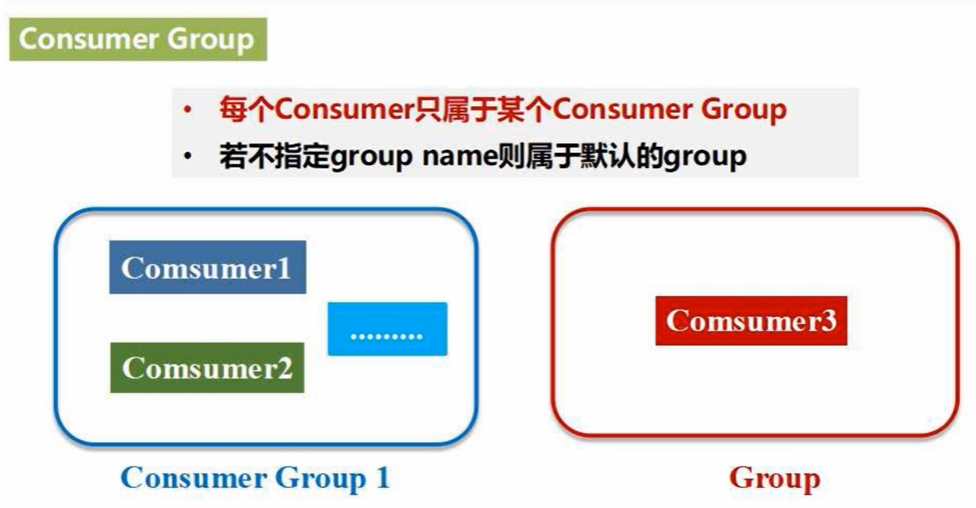 Consumer Group
• 每个Consumer只属于某个Consumer Group
• 若不指定group name则属于默认的group
Comsumer1
.........
Comsumer2
Comsumer3
Consumer Group 1
Group